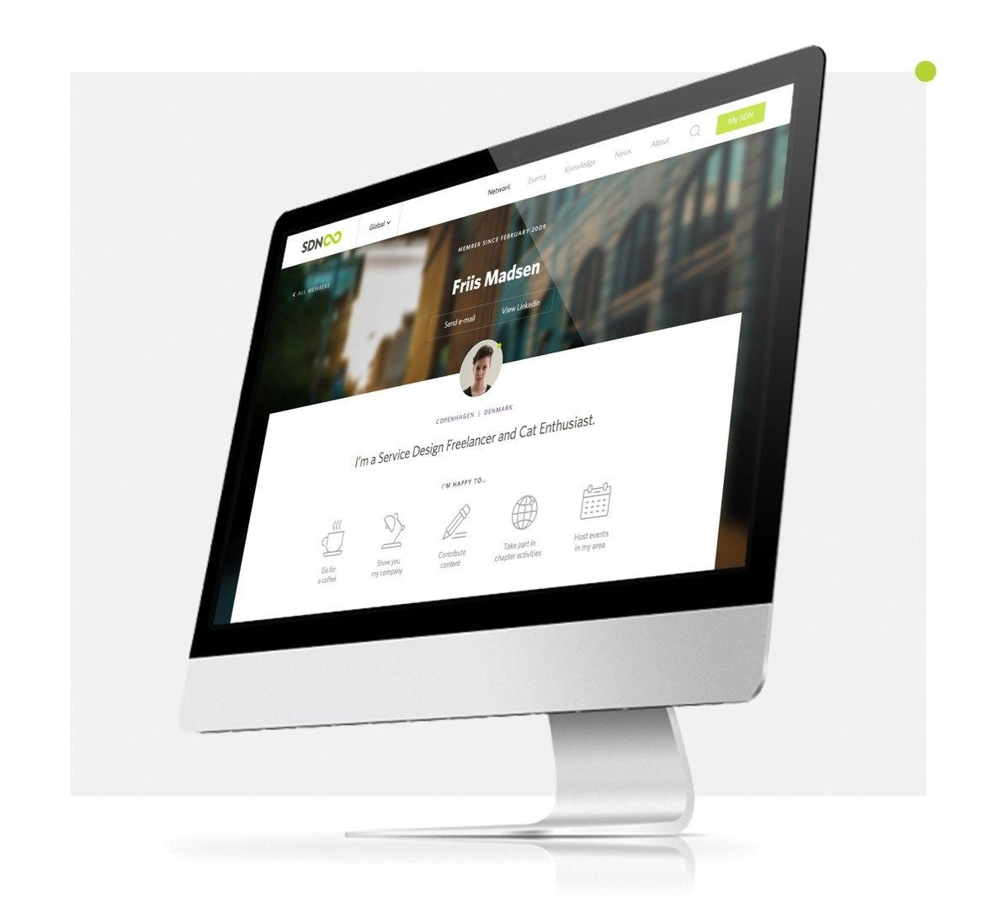 SDN
Global
Network
Events
Knowledge
News
About
My SDN
ALL MEMBERS
MEMBER SINCE FEBRUARY 2009
Friis Madsen
Send e-mail
View Linkedin
COPENHAGEN | DENMARK
I'm a Service Design Freelancer and Cat Enthusiast.
I'M HAPPY TO...
Go for
a coffee
Show you
my company
Contribute
content
Take part in
chapter activities
Host events
in my area